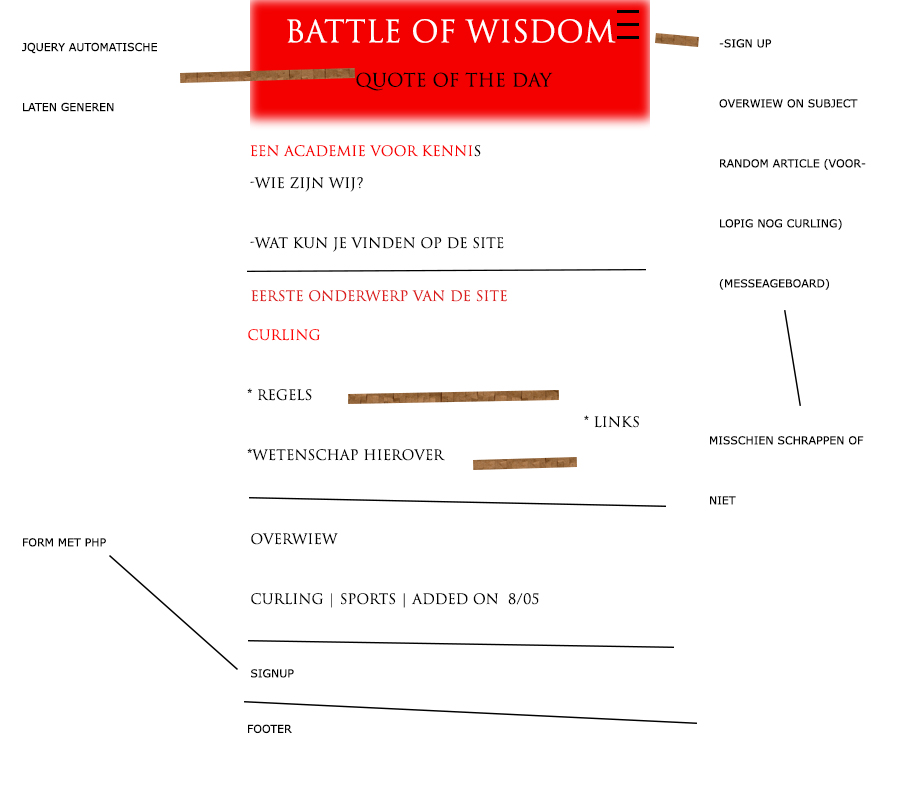 BATTLE OF WISDOM
QUOTE OF THE DAY
JQUERY AUTOMATISCHE
LATEN GENEREN
-SIGN UP
OVERWIEW ON SUBJECT
RANDOM ARTICLE (VOOR-
LOPIG NOG CURLING)
(MESSEAGEBOARD)
MISSCHIEN SCHRAPPEN OF
NIET
EEN ACADEMIE VOOR KENNIS
-WIE ZIJN WIJ?
-WAT KUN JE VINDEN OP DE SITE
EERSTE ONDERWERP VAN DE SITE
CURLING
* REGELS
* LINKS
*WETENSCHAP HIEROVER
OVERWIEW
CURLING | SPORTS | ADDED ON 8/05
FORM MET PHP
SIGNUP
FOOTER